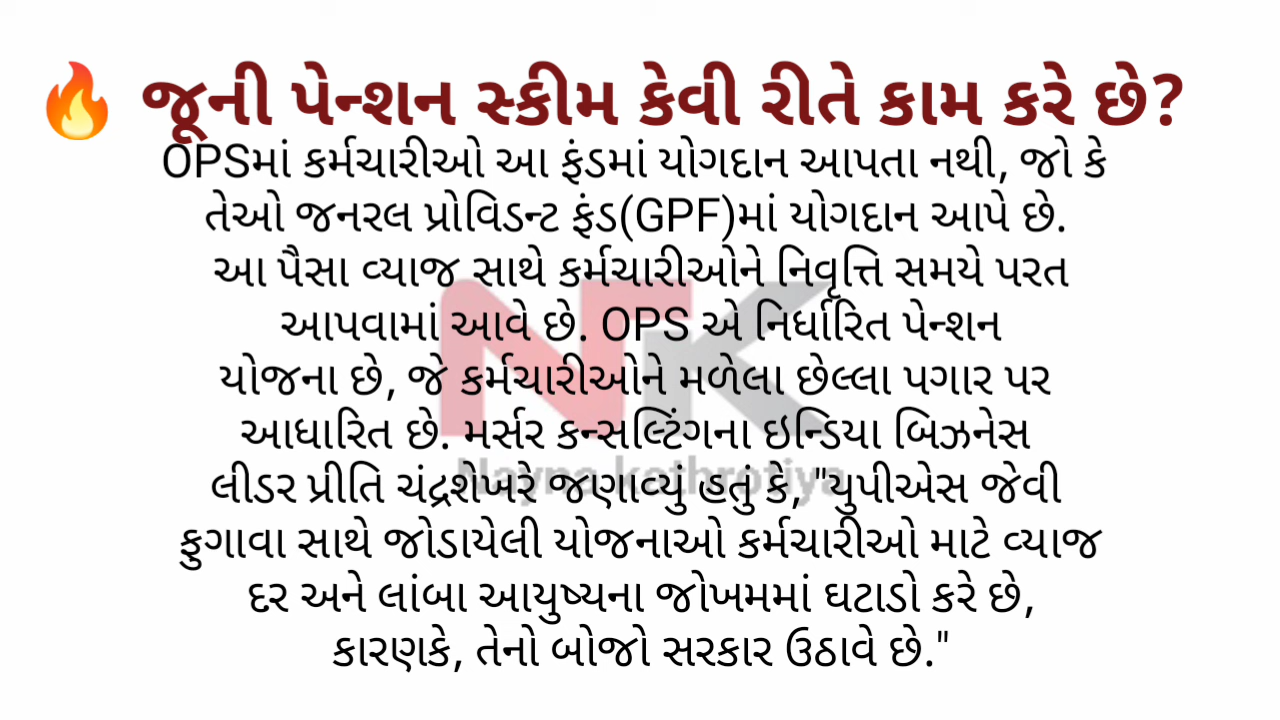 🔥 જૂની પેન્શન સ્કીમ કેવી રીતે કામ કરે છે?
OPSમાં કર્મચારીઓ આ ફંડમાં યોગદાન આપતા નથી, જો કે
તેઓ જનરલ પ્રોવિડન્ટ ફંડ(GPF)માં યોગદાન આપે છે.
આ પૈસા વ્યાજ સાથે કર્મચારીઓને નિવૃત્તિ સમયે પરત
આપવામાં આવે છે. OPS એ નિર્ધારિત પેન્શન
યોજના છે, જે કર્મચારીઓને મળેલા છેલ્લા પગાર પર
આધારિત છે. મર્સર કન્સલ્ટિંગના ઇન્ડિયા બિઝનેસ
લીડર પ્રીતિ ચંદ્રશેખરે જણાવ્યું હતું કે, "યુપીએસ જેવી
ફુગાવા સાથે જોડાયેલી યોજનાઓ કર્મચારીઓ માટે વ્યાજ
દર અને લાંબા આયુષ્યના જોખમમાં ઘટાડો કરે છે,
કારણકે, તેનો બોજો સરકાર ઉઠાવે છે."
NK
Nayna kathrotiya